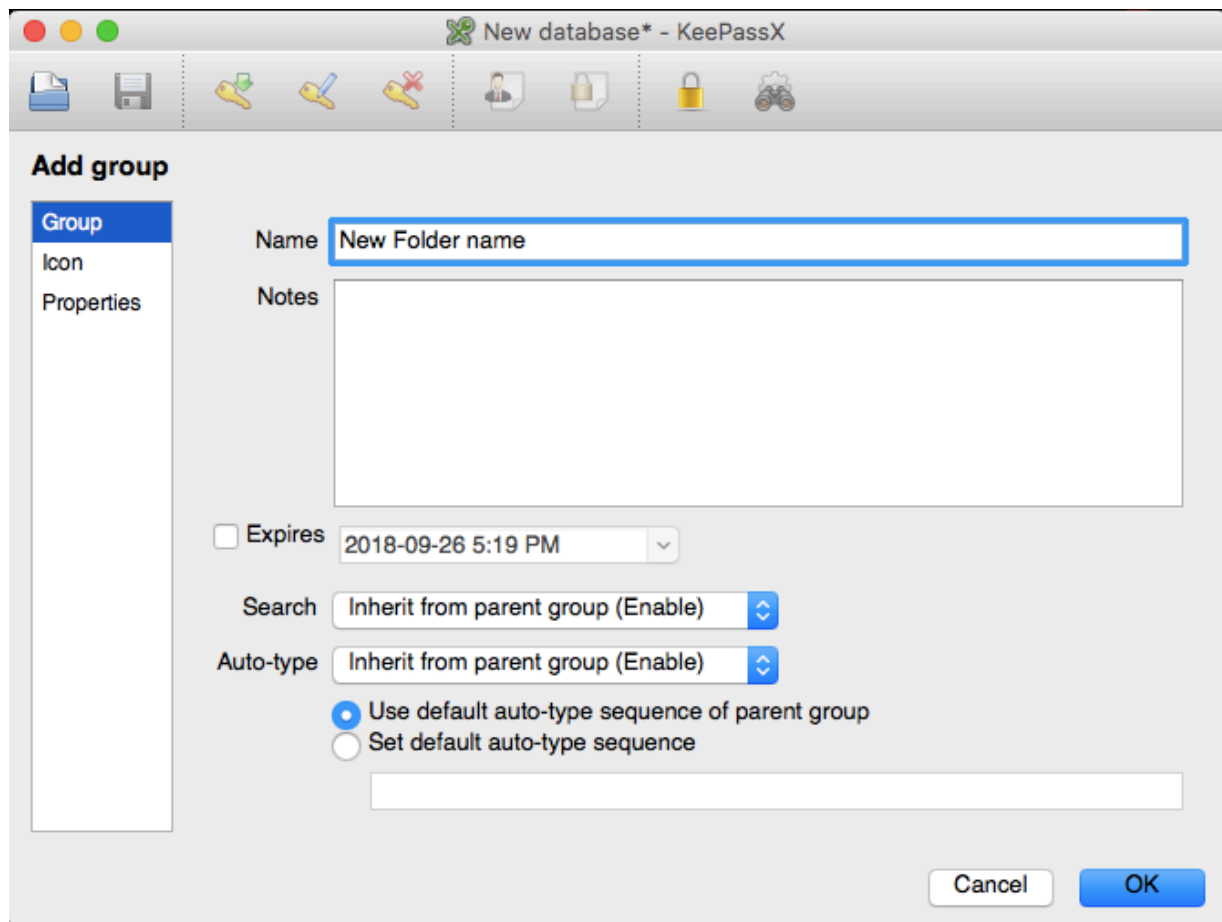 New database* - KeePassX
Add group
Group
Icon
Properties
Name New Folder name
Notes
Expires 2018-09-26 5:19 PM
Search Inherit from parent group (Enable)
Auto-type Inherit from parent group (Enable)
Use default auto-type sequence of parent group
Set default auto-type sequence
Cancel OK